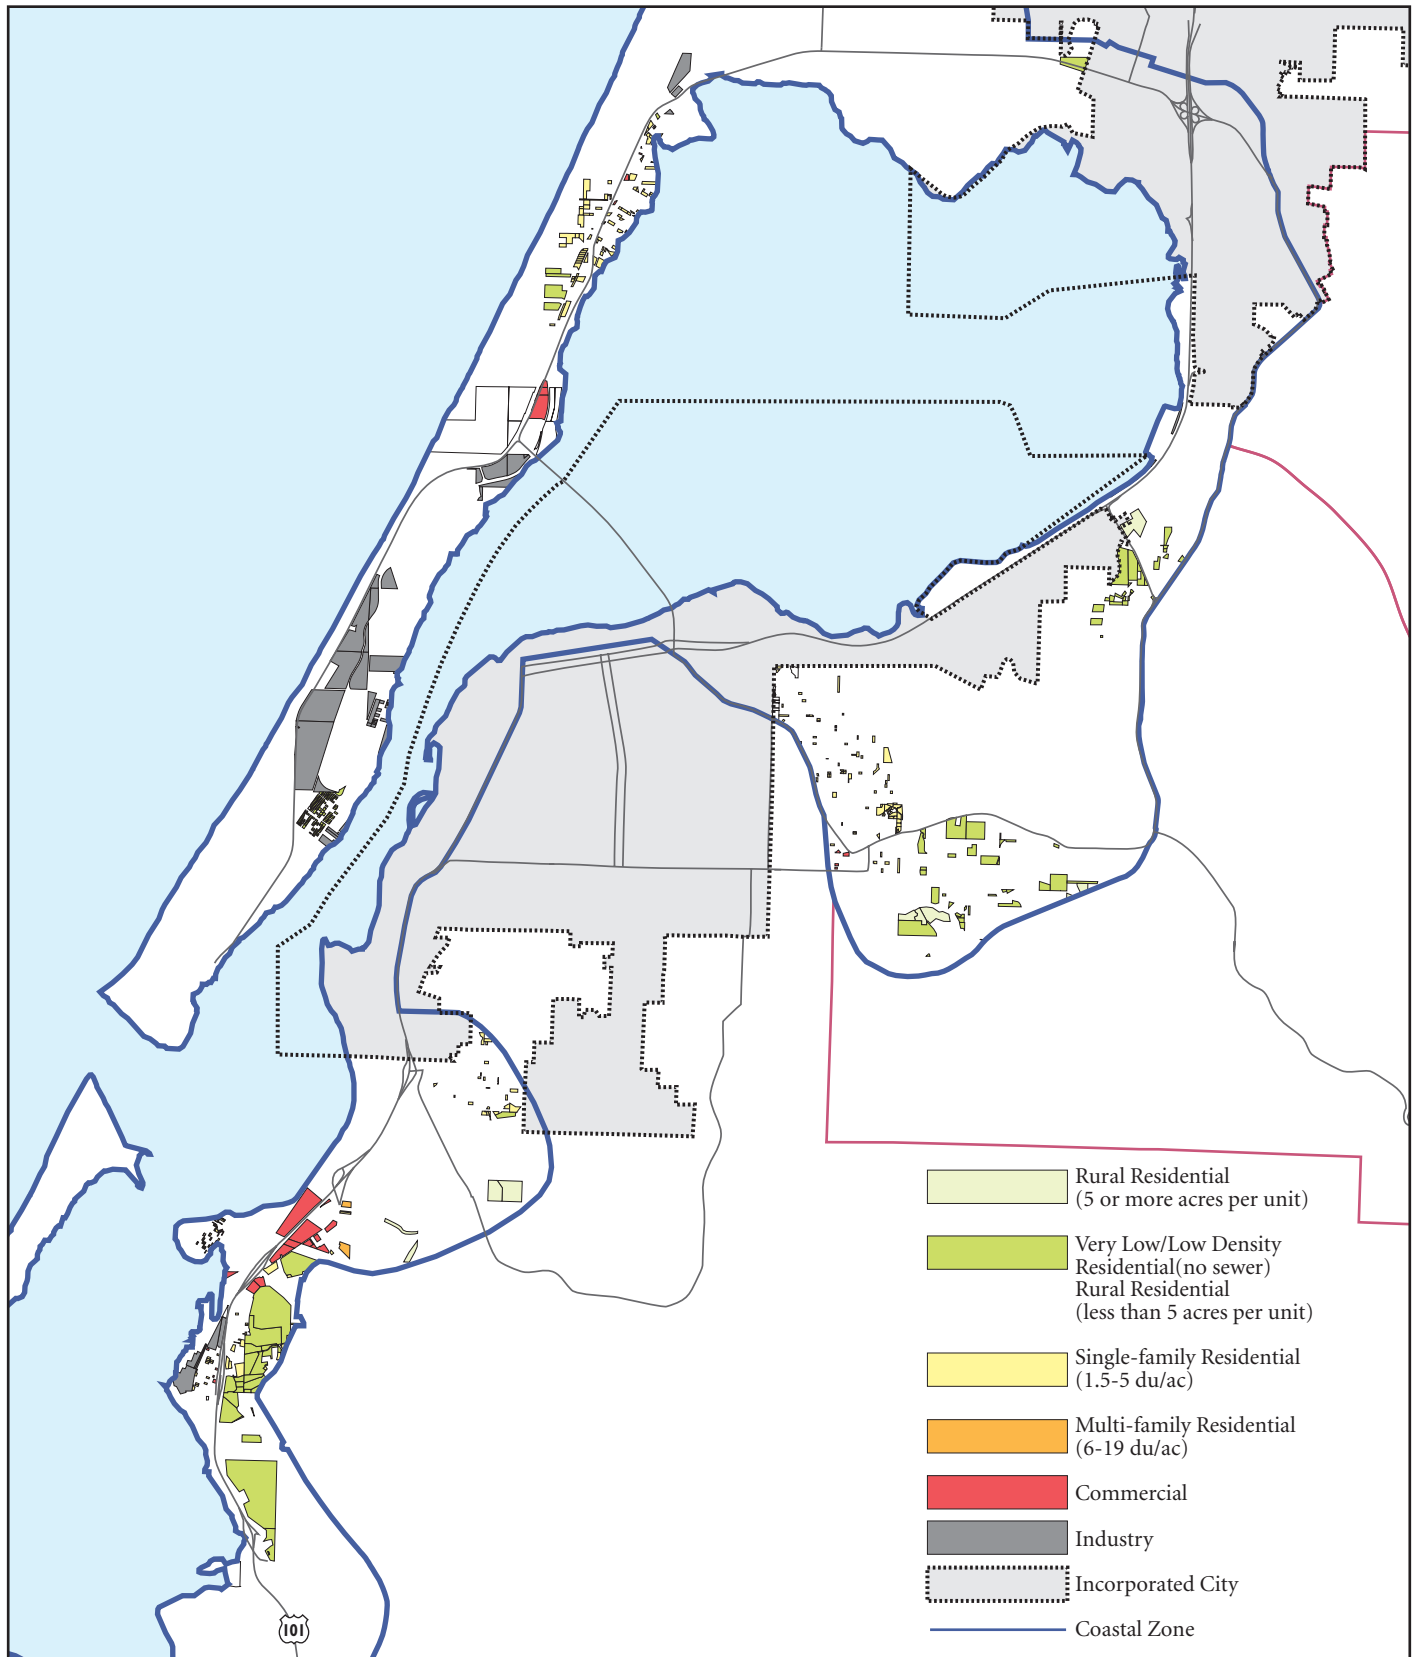 Rural Residential
(5 or more acres per unit)
Very Low/Low Density
Residential(no sewer)
Rural Residential
(less than 5 acres per unit)
Single-family Residential
(1.5-5 du/ac)
Multi-family Residential
(6-19 du/ac)
Commercial
Industry
Incorporated City
Coastal Zone
101